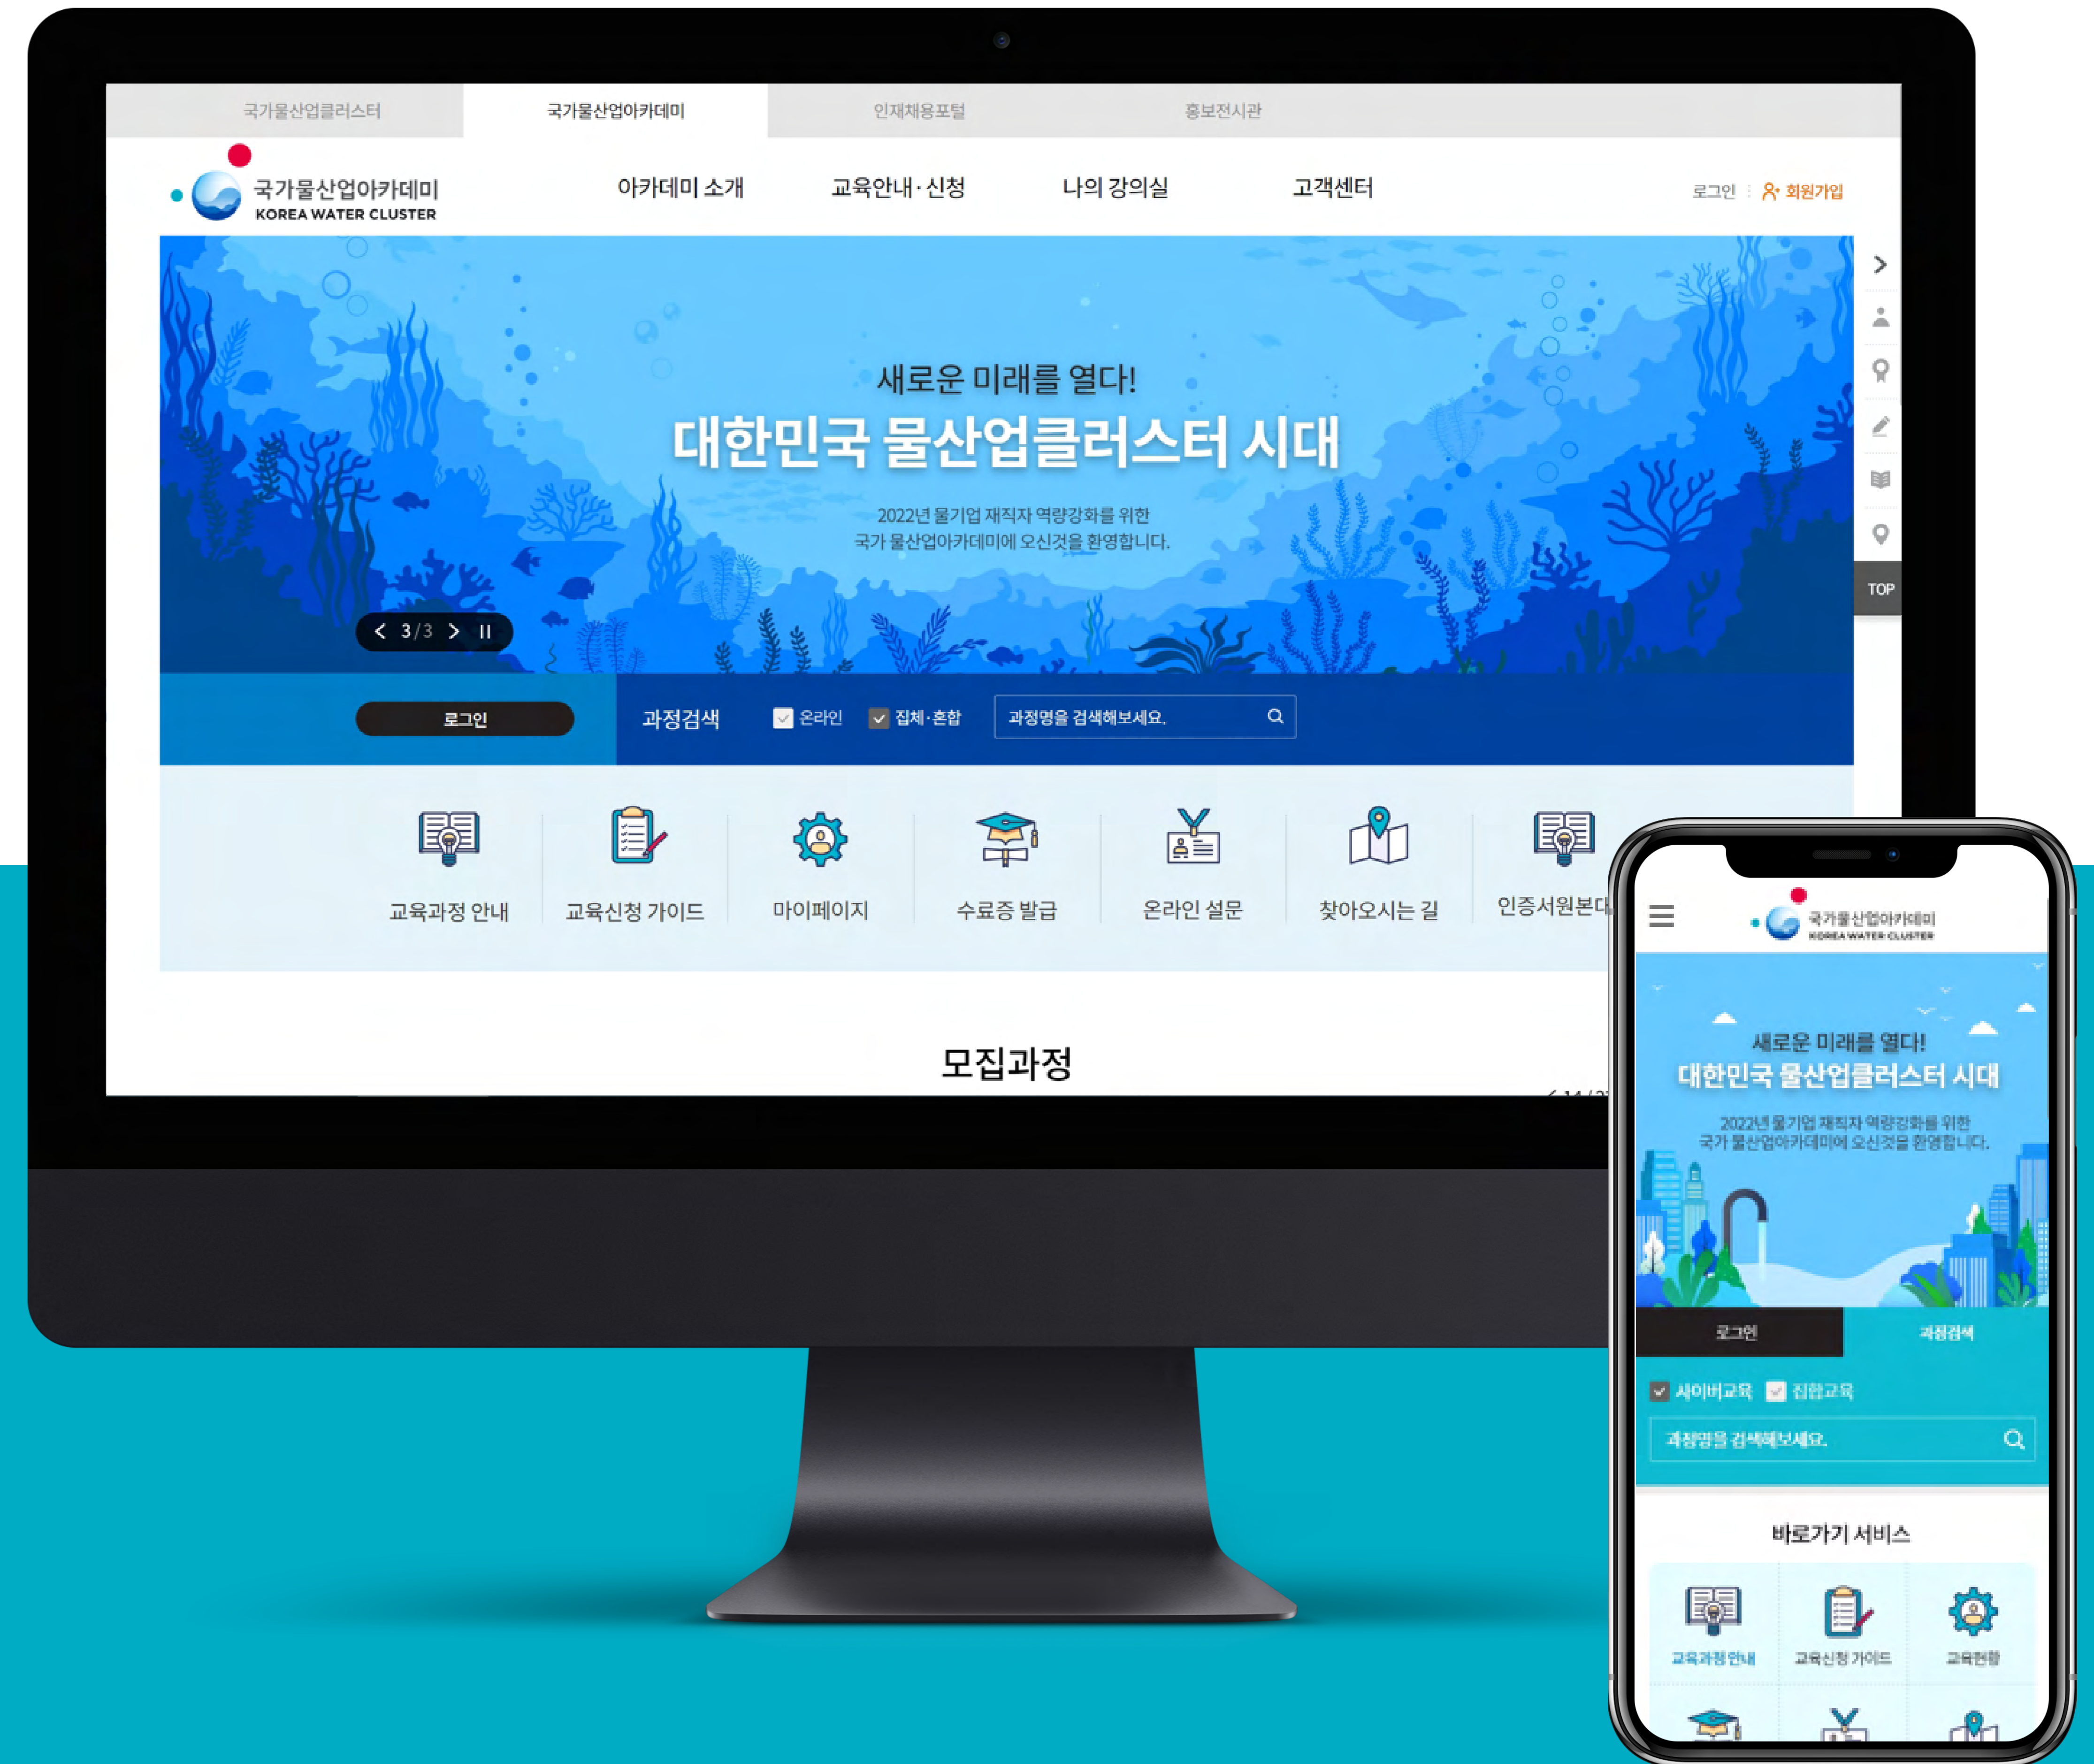 국가물산업클러스터
국가물산업아카데미
인재채용포털
홍보전시관
국가물산업아카데미
KOREA WATER CLUSTER
아카데미 소개
교육안내·신청
나의 강의실
고객센터
로그인
회원가입
새로운 미래를 열다!
대한민국 물산업클러스터 시대
2022년 물기업 재직자 역량강화를 위한
국가 물산업아카데미에 오신것을 환영합니다.
3/3
TOP
로그인
과정검색
온라인
집체·혼합
과정명을 검색해보세요.
교육과정 안내
교육신청 가이드
마이페이지
수료증 발급
온라인 설문
찾아오시는 길
인증서원본대
모집과정
국가물산업아카데미
KOREA WATER CLUSTER
새로운 미래를 열다!
대한민국 물산업클러스터 시대
2022년 물기업 재직자 역량강화를 위한
국가 물산업아카데미에 오신것을 환영합니다.
로그인
과정검색
사이버교육
집합교육
과정명을 검색해보세요.
바로가기 서비스
교육과정 안내
교육신청 가이드
교육현황